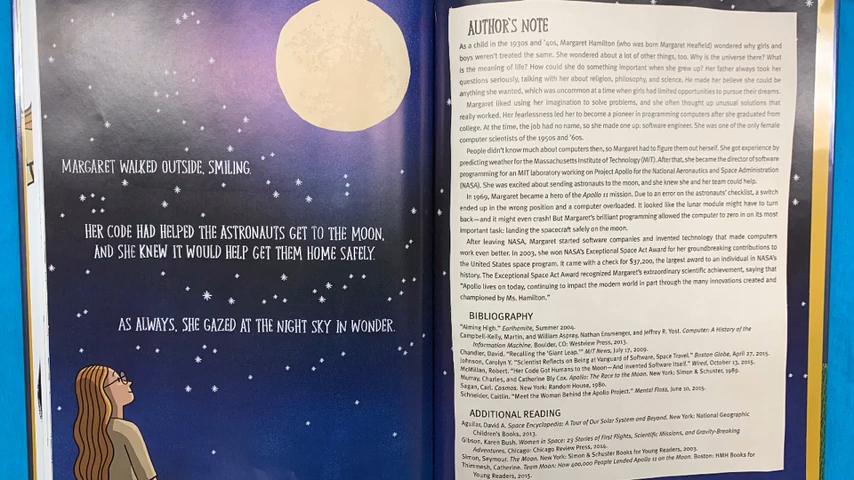 MARGARET WALKED OUTSIDE, SMILING.
HER CODE HAD HELPED THE ASTRONAUTS GET TO THE MOON,
AND SHE KNEW IT WOULD HELP GET THEM HOME SAFELY.
AS ALWAYS, SHE GAZED AT THE NIGHT SKY IN WONDER.
AUTHOR'S NOTE
As a child in the 1930s and '40s, Margaret Hamilton (who was born Margaret Heafield) wondered why girls and
boys weren't treated the same. She wondered about a lot of other things, too. Why is the universe there? What
is the meaning of life? How could she do something important when she grew up? Her father always took her
questions seriously, talking with her about religion, philosophy, and science. He made her believe she could be
anything she wanted, which was uncommon at a time when girls had limited opportunities to pursue their dreams.
Margaret liked using her imagination to solve problems, and she often thought up unusual solutions that
really worked. Her fearlessness led her to become a pioneer in programming computers after she graduated from
college. At the time, the job had no name, so she made one up: software engineer. She was one of the only female
computer scientists of the 1950s and '60s.
People didn't know much about computers then, so Margaret had to figure them out herself. She got experience by
predicting weather for the Massachusetts Institute of Technology (MIT). After that, she became the director of software
programming for an MIT laboratory working on Project Apollo for the National Aeronautics and Space Administration
(NASA). She was excited about sending astronauts to the moon, and she knew she and her team could help.
In 1969, Margaret became a hero of the Apollo 11 mission. Due to an error on the astronauts' checklist, a switch
ended up in the wrong position and a computer overloaded. It looked like the lunar module might have to turn
back—and it might even crash! But Margaret's brilliant programming allowed the computer to zero in on its most
important task: landing the spacecraft safely on the moon.
After leaving NASA, Margaret started software companies and invented technology that made computers
work even better. In 2003, she won NASA's Exceptional Space Act Award for her groundbreaking contributions to
the United States space program. It came with a check for $37,200, the largest award to an individual in NASA's
history. The Exceptional Space Act Award recognized Margaret's extraordinary scientific achievement, saying that
"Apollo lives on today, continuing to impact the modern world in part through the many innovations created and
championed by Ms. Hamilton."
BIBLIOGRAPHY
"Aiming High." Earlhamite, Summer 2004.
Campbell-Kelly, Martin, and William Aspray, Nathan Ensmenger, and Jeffrey R. Yost. Computer: A History of the
Information Machine. Boulder, CO: Westview Press, 2013.
Chandler, David. "Recalling the 'Giant Leap.'" MIT News, July 17, 2009.
Johnson, Carolyn Y. "Scientist Reflects on Being at Vanguard of Software, Space Travel." Boston Globe, April 27, 2015.
McMillan, Robert. "Her Code Got Humans to the Moon—And Invented Software Itself." Wired, October 13, 2015.
Murray, Charles, and Catherine Bly Cox. Apollo: The Race to the Moon. New York: Simon & Schuster, 1989.
Sagan, Carl. Cosmos. New York: Random House, 1980.
Schneider, Caitlin. "Meet the Woman Behind the Apollo Project." Mental Floss, June 10, 2015.
ADDITIONAL READING
Aguilar, David A. Space Encyclopedia: A Tour of Our Solar System and Beyond. New York: National Geographic
Children's Books, 2013.
Gibson, Karen Bush. Women in Space: 23 Stories of First Flights, Scientific Missions, and Gravity-Breaking
Adventures. Chicago: Chicago Review Press, 2014.
Simon, Seymour. The Moon. New York: Simon & Schuster Books for Young Readers, 2003.
Thimmesh, Catherine. Team Moon: How 400,000 People Landed Apollo 11 on the Moon. Boston: HMH Books for
Young Readers, 2015.